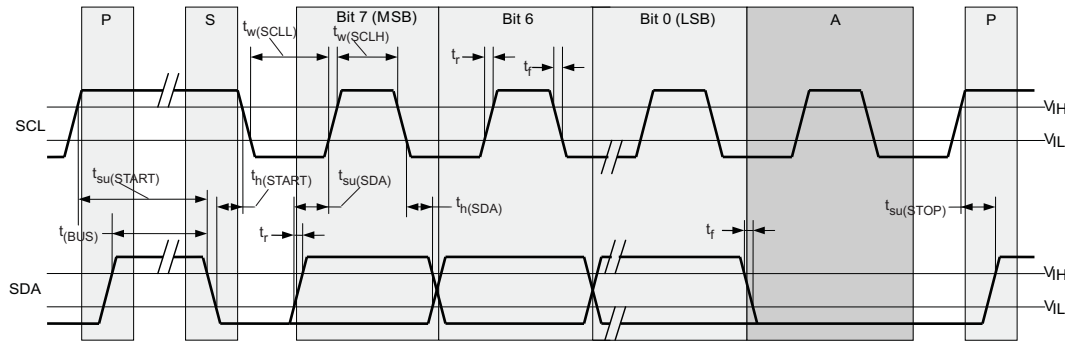 P S Bit 7 (MSB) Bit 6 Bit 0 (LSB) A P
tw(SCLL) tw(SCLH) tr tf
SCL VIH
VIL
tsu(START) th(START) tsu(SDA) th(SDA) tsu(STOP)
t(BUS) tr tf
SDA VIH
VIL